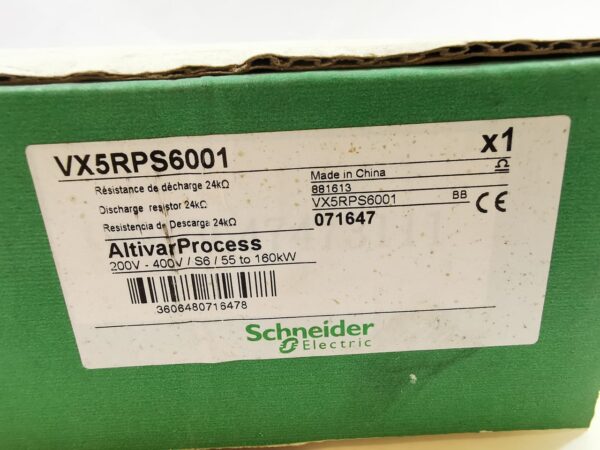 VX5RPS6001
x1
Résistance de décharge 24kΩ
Discharge resistor 24kΩ
Resistencia de Descarga 24kΩ
Made in China
881613
VX5RPS6001 BB
071647
CE
AltivarProcess
200V - 400V / S6 / 55 to 160kW
3606480716478
Schneider
Electric